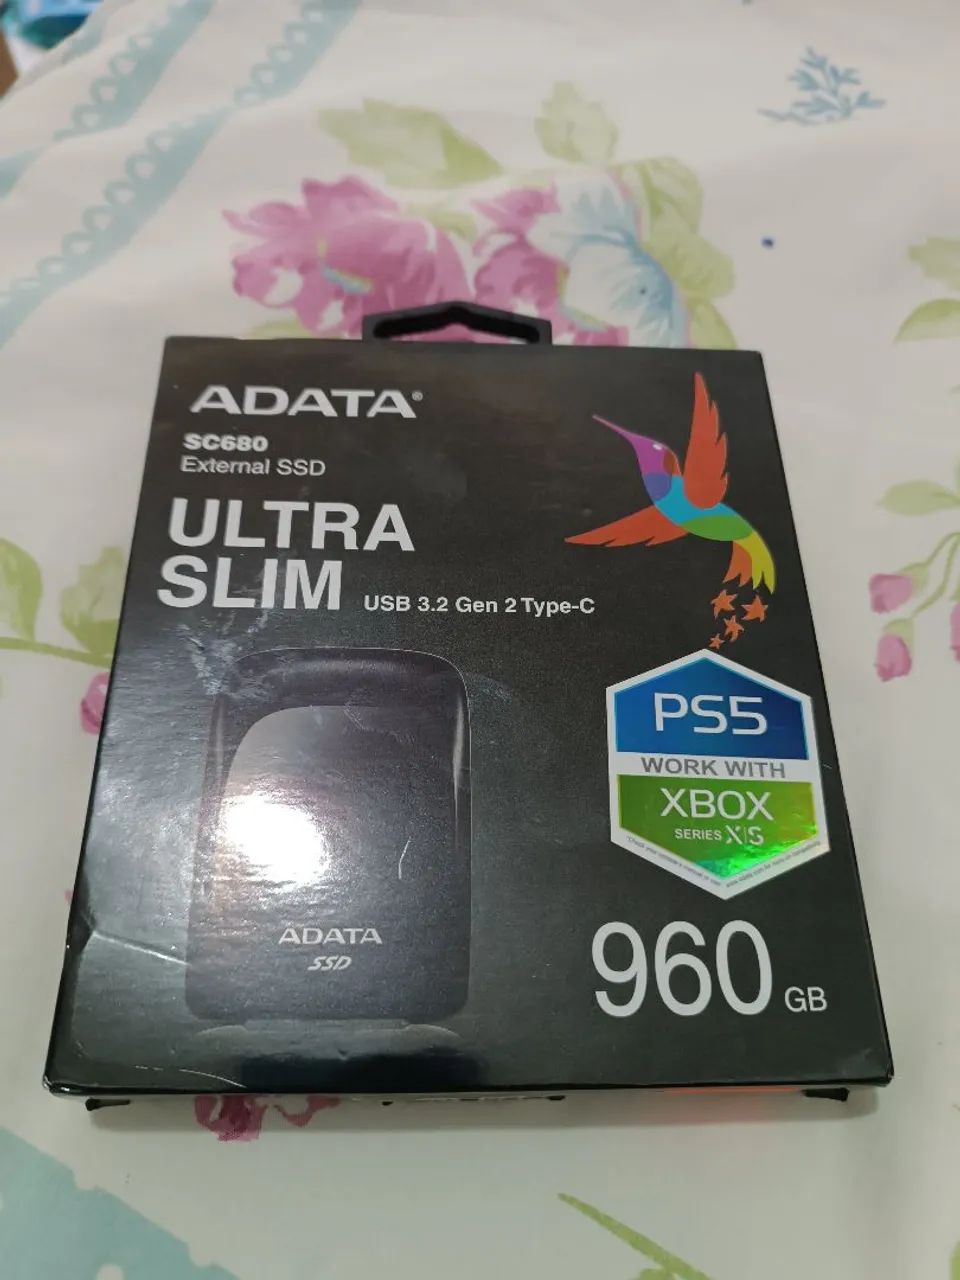 ADATA®
SC680
External SSD
ULTRA
SLIM
USB 3.2 Gen 2 Type-C
PS5
WORK WITH
XBOX
SERIES X|S
ADATA
SSD
960 GB